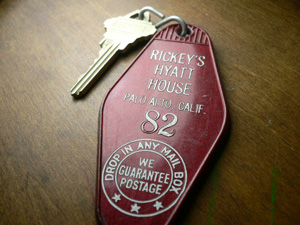 RICKEY'S
HYATT
HOUSE
PALO ALTO, CALIF.
82
DROP IN ANY MAIL BOX
WE
GUARANTEE
POSTAGE